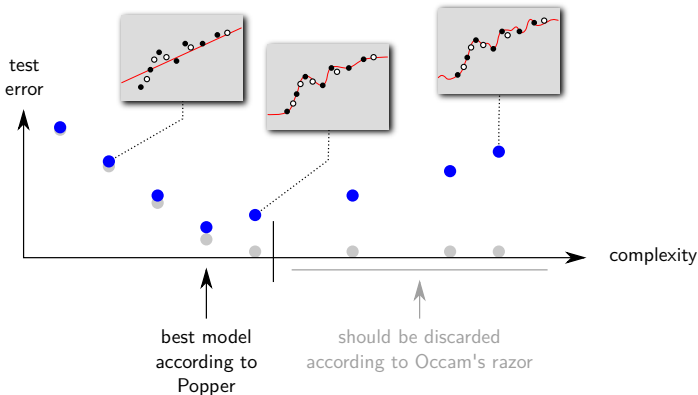 test
error
complexity
best model
according to
Popper
should be discarded
according to Occam's razor